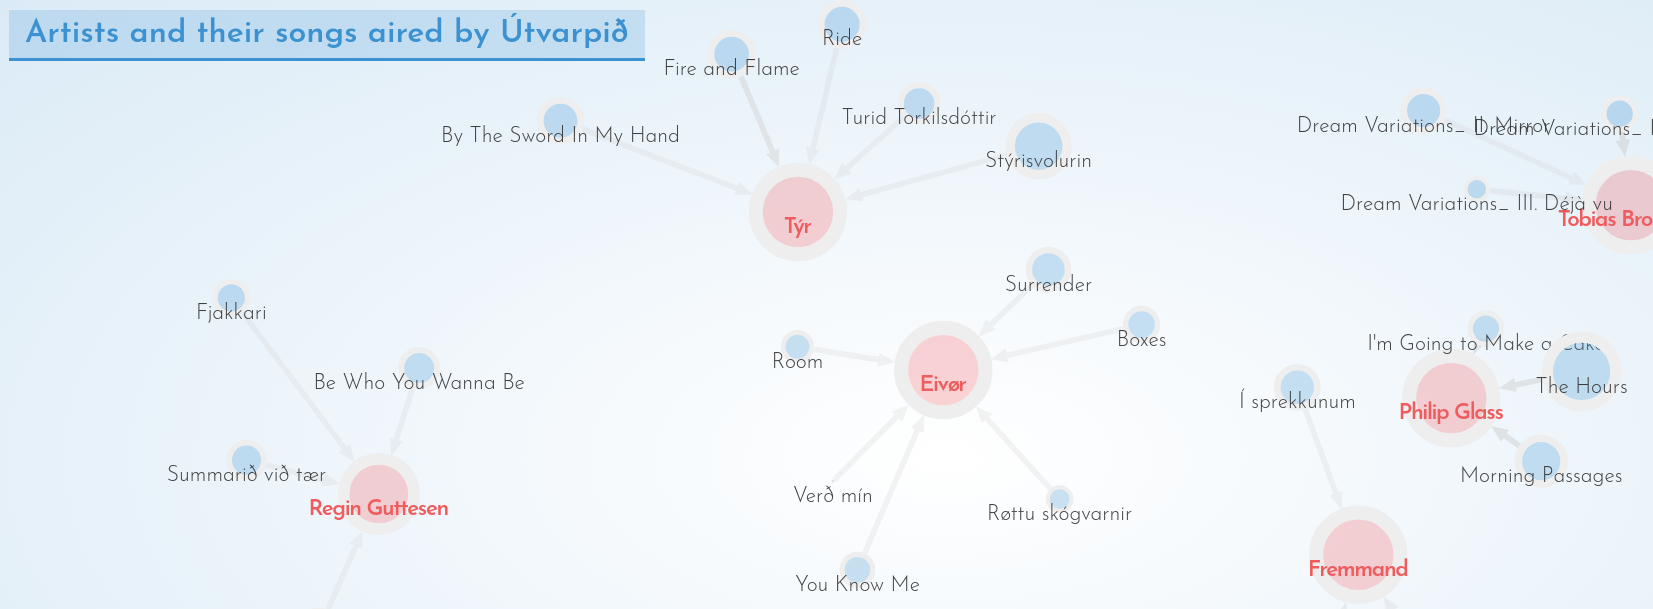 Artists and their songs aired by Útvarpið
Ride
Fire and Flame
Turid Torkilsdóttir
By The Sword In My Hand
Stýrisvolurin
Týr
Dream Variations_ II. Mirror
Dream Variations_
Dream Variations_ III. Déjà vu
Tobias Bro
Surrender
Fjakkari
Boxes
Room
Eivør
Be Who You Wanna Be
I'm Going to Make a Cake
The Hours
Í sprekkunum
Philip Glass
Summarið við tær
Morning Passages
Verð mín
Regin Guttesen
Røttu skógvarnir
Fremmand
You Know Me